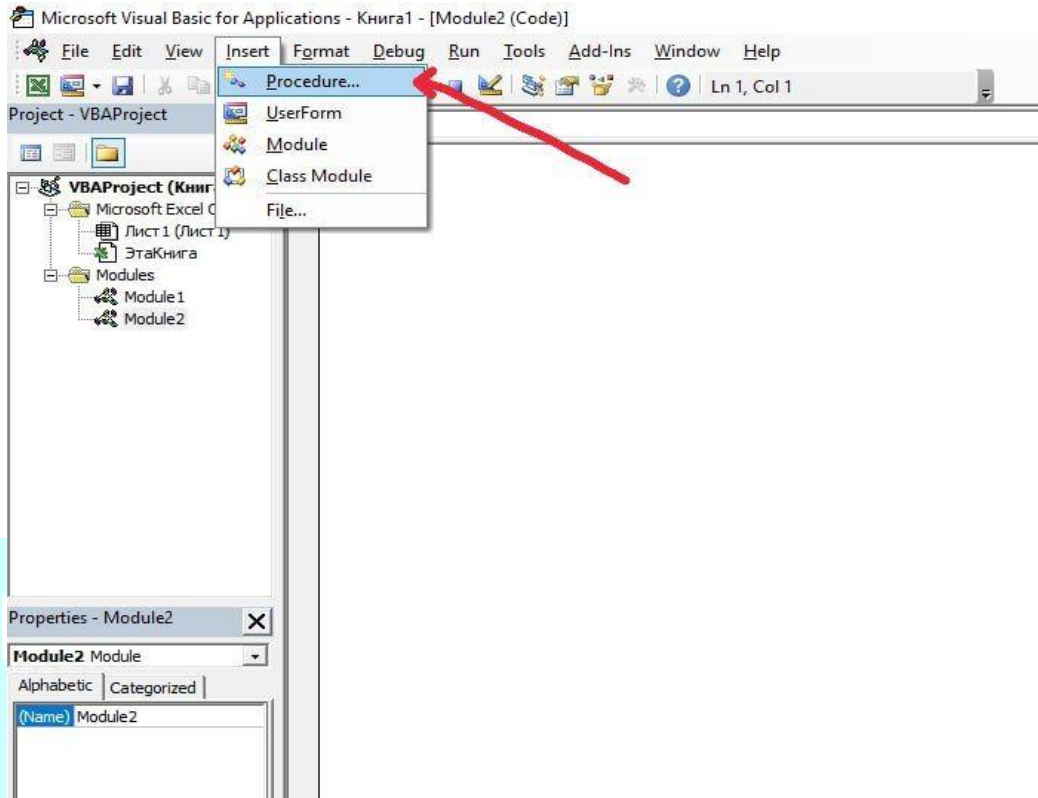 Microsoft Visual Basic for Applications - Книга1 - [Module2 (Code)]
File Edit View Insert Format Debug Run Tools Add-Ins Window Help
Ln 1, Col 1
Procedure...
UserForm
Module
Class Module
File...
Project - VBAProject
VBAProject (Книг
Microsoft Excel
Лист1 (Лист1)
ЭтаКнига
Modules
Module1
Module2
Properties - Module2
Module2 Module
Alphabetic Categorized
(Name) Module2